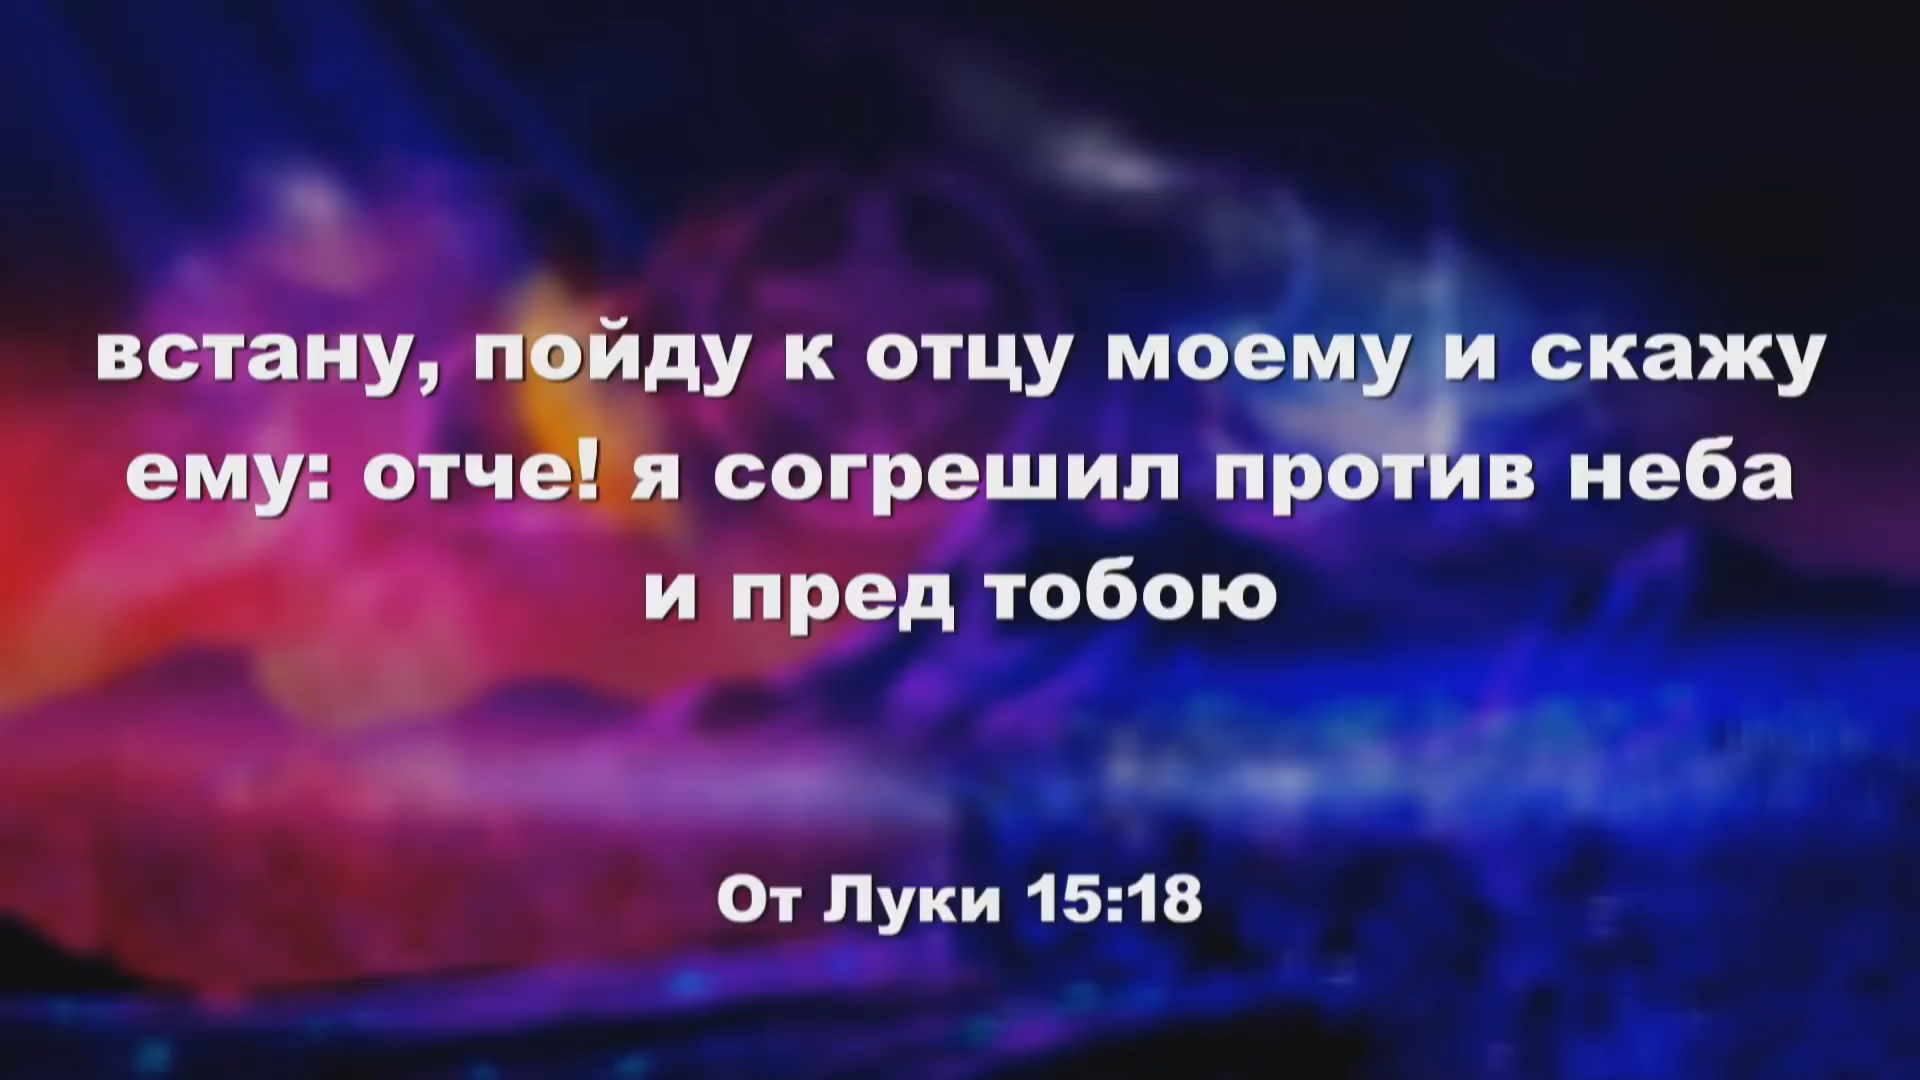 встану, пойду к отцу моему и скажу
ему: отче! я согрешил против неба
и пред тобою
От Луки 15:18